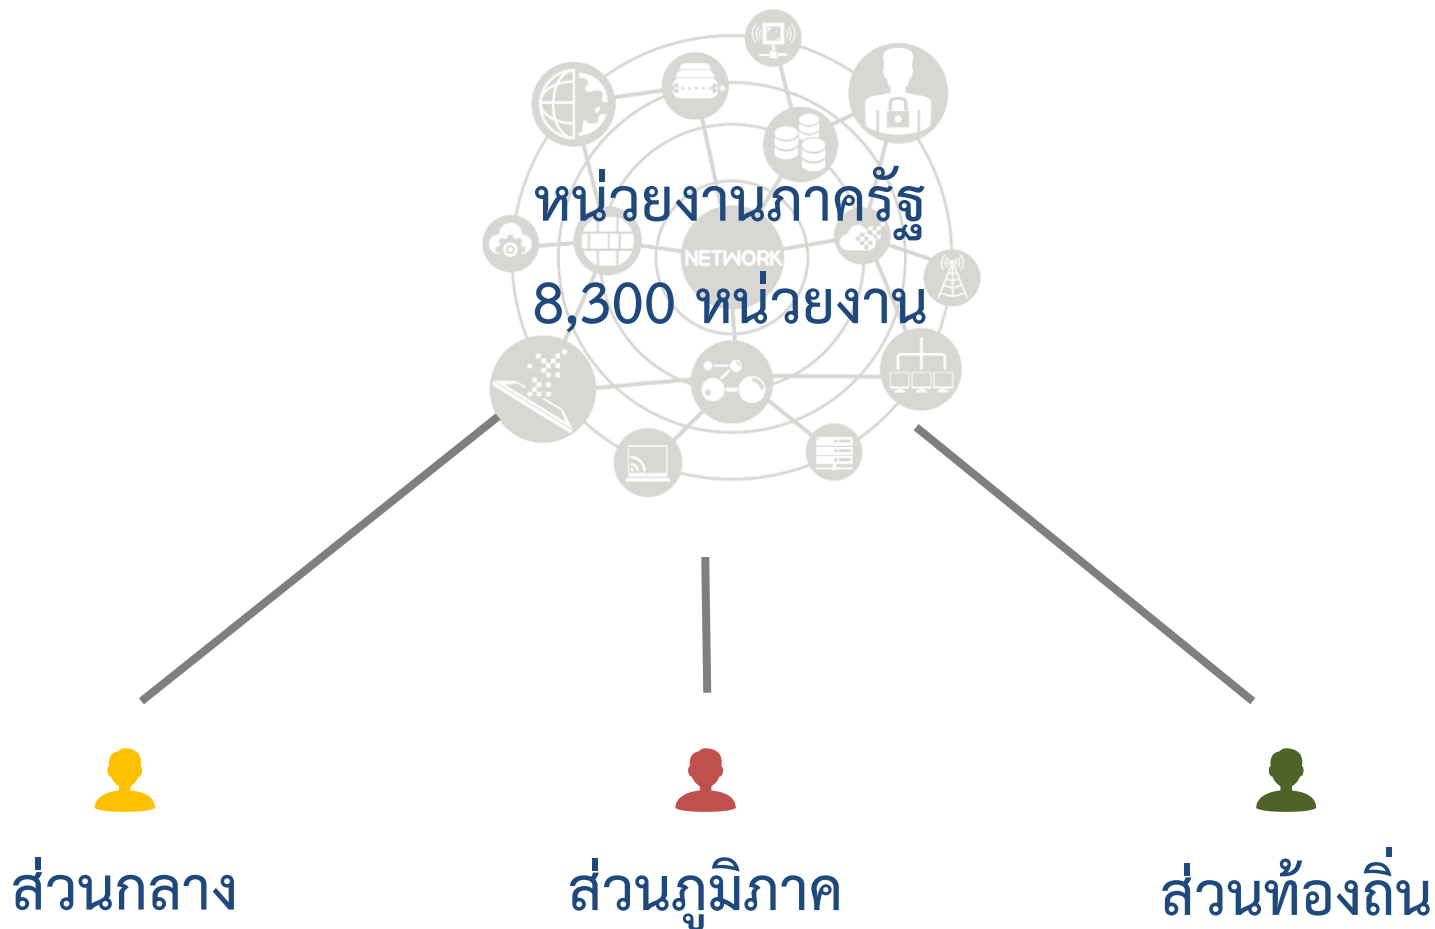 หน่วยงานภาครัฐ
NETWORK
8,300 หน่วยงาน
ส่วนกลาง
ส่วนภูมิภาค
ส่วนท้องถิ่น